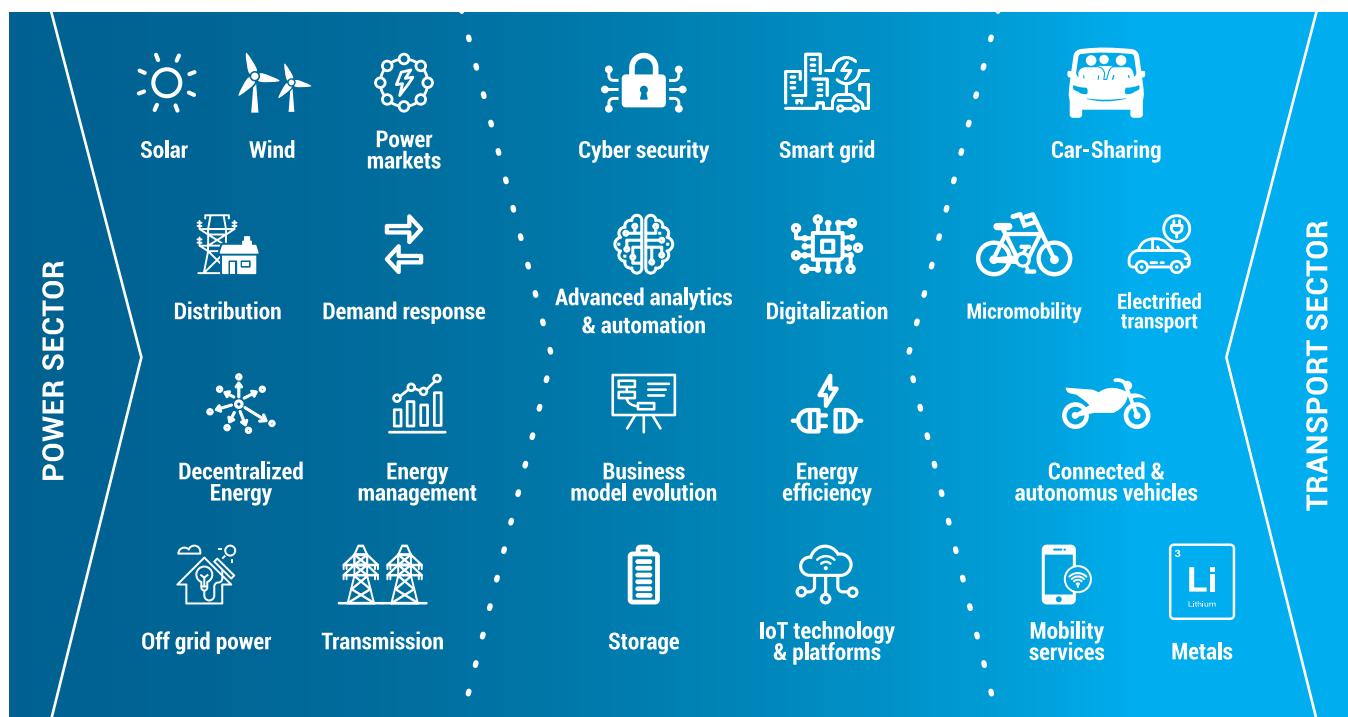 POWER SECTOR
Solar
Wind
Power
markets
Distribution
Demand response
Decentralized
Energy
Energy
management
Off grid power
Transmission
Cyber security
Smart grid
Advanced analytics
& automation
Digitalization
Business
model evolution
Energy
efficiency
Storage
IoT technology
& platforms
Car-Sharing
Micromobility
Electrified
transport
Connected &
autonomus vehicles
Mobility
services
3
Li
Lithium
Metals
TRANSPORT SECTOR